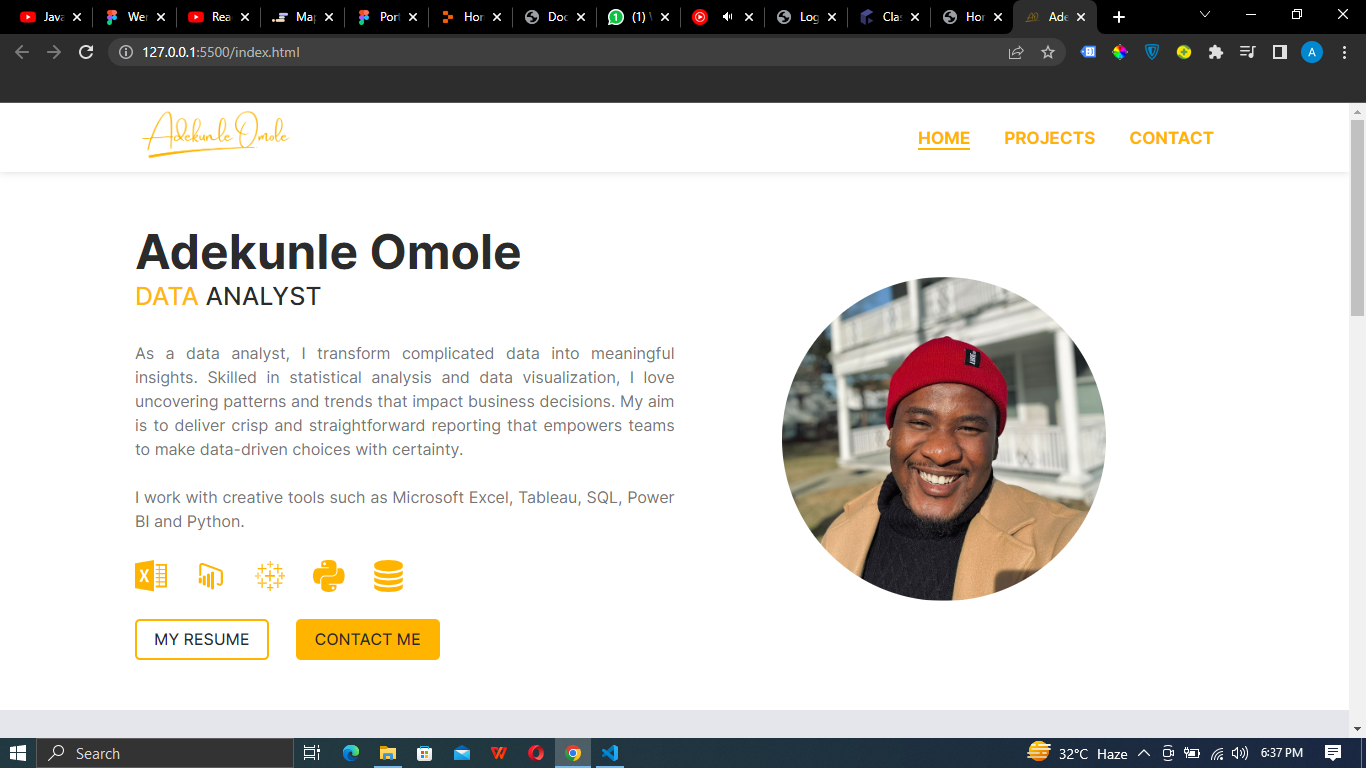 Java
Wer
Rea
Map
Port
Hor
Doc
(1)
Log
Clas
Hor
Ade
127.0.0.1:5500/index.html
A
Adekunle Omole
HOME
PROJECTS
CONTACT
Adekunle Omole
DATA ANALYST
As a data analyst, I transform complicated data into meaningful
insights. Skilled in statistical analysis and data visualization, I love
uncovering patterns and trends that impact business decisions. My aim
is to deliver crisp and straightforward reporting that empowers teams
to make data-driven choices with certainty.
I work with creative tools such as Microsoft Excel, Tableau, SQL, Power
BI and Python.
MY RESUME
CONTACT ME
Search
32°C Haze
6:37 PM